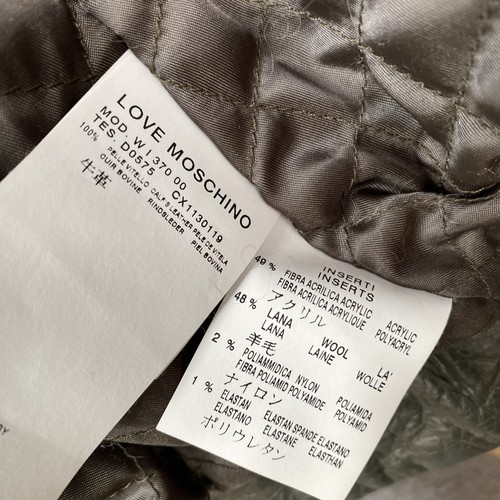 LOVE MOSCHINO
MOD. W I 370 00
TES. D0575 CX1130119
100% PELLE VITELLO CALF'S LEATHER PELE DE VITELA
CUIR BOVINE RINDSLEDER PIEL BOVINA
牛革
INSERTI
INSERTS
49 % FIBRA ACRILICA ACRYLIC ACRYLIC
FIBRA ACRILICA ACRYLIQUE POLYACRYL
アクリル
48 % LANA WOOL LA'
LANA LAINE WOLLE
羊毛
2 % POLIAMMIDICA NYLON POLIAMIDA
FIBRA POLIAMID POLYAMIDE POLYAMID
ナイロン
1 % ELASTAN ELASTAN SPANDE ELASTANO
ELASTANO ELASTANE ELASTHAN
ポリウレタン